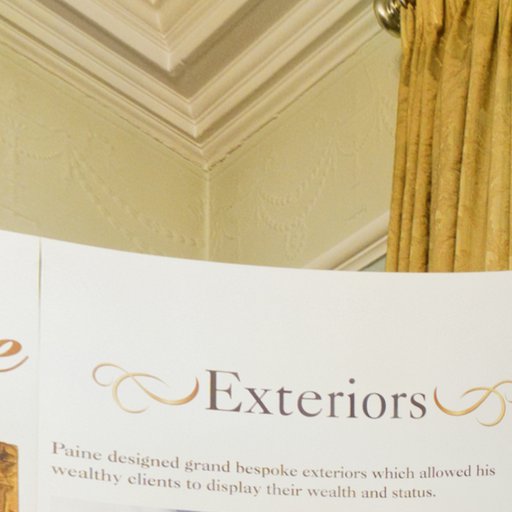 e
Exteriors
Paine designed grand bespoke exteriors which allowed his
wealthy clients to display their wealth and status.